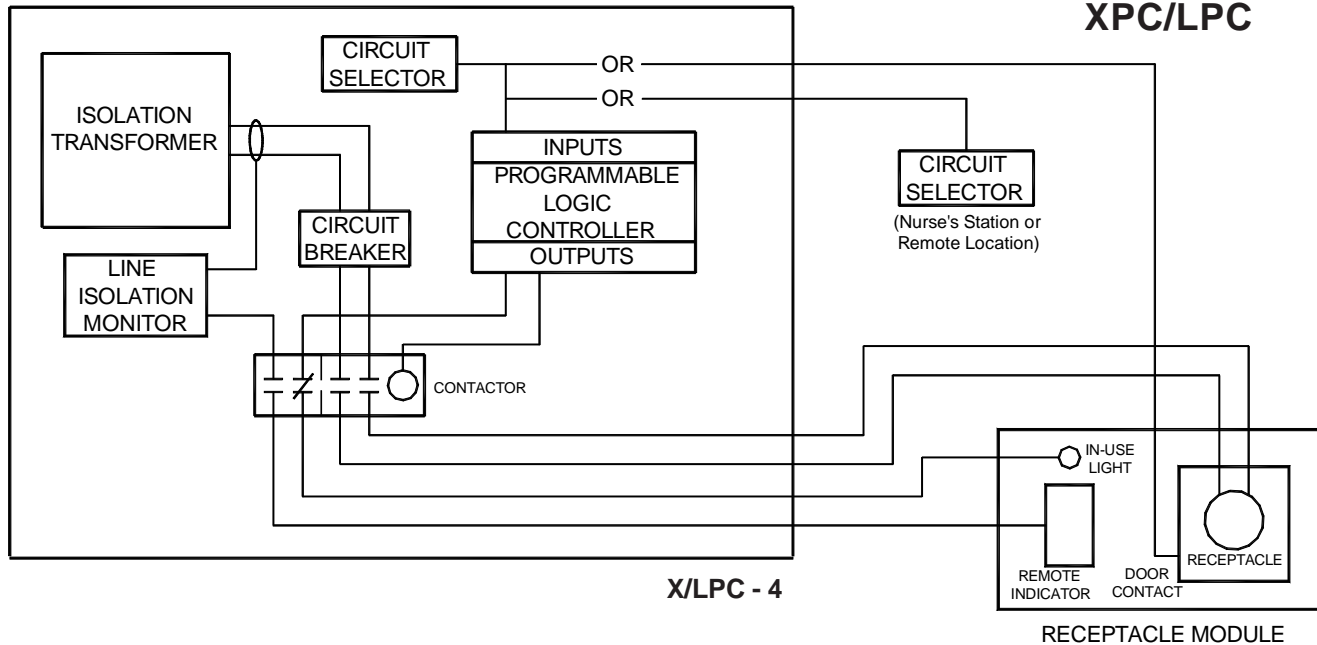 XPC/LPC
CIRCUIT
SELECTOR
OR
OR
ISOLATION
TRANSFORMER
INPUTS
PROGRAMMABLE
LOGIC
CONTROLLER
OUTPUTS
CIRCUIT
SELECTOR
(Nurse's Station or
Remote Location)
CIRCUIT
BREAKER
LINE
ISOLATION
MONITOR
CONTACTOR
IN-USE
LIGHT
RECEPTACLE
REMOTE
INDICATOR
DOOR
CONTACT
X/LPC - 4
RECEPTACLE MODULE